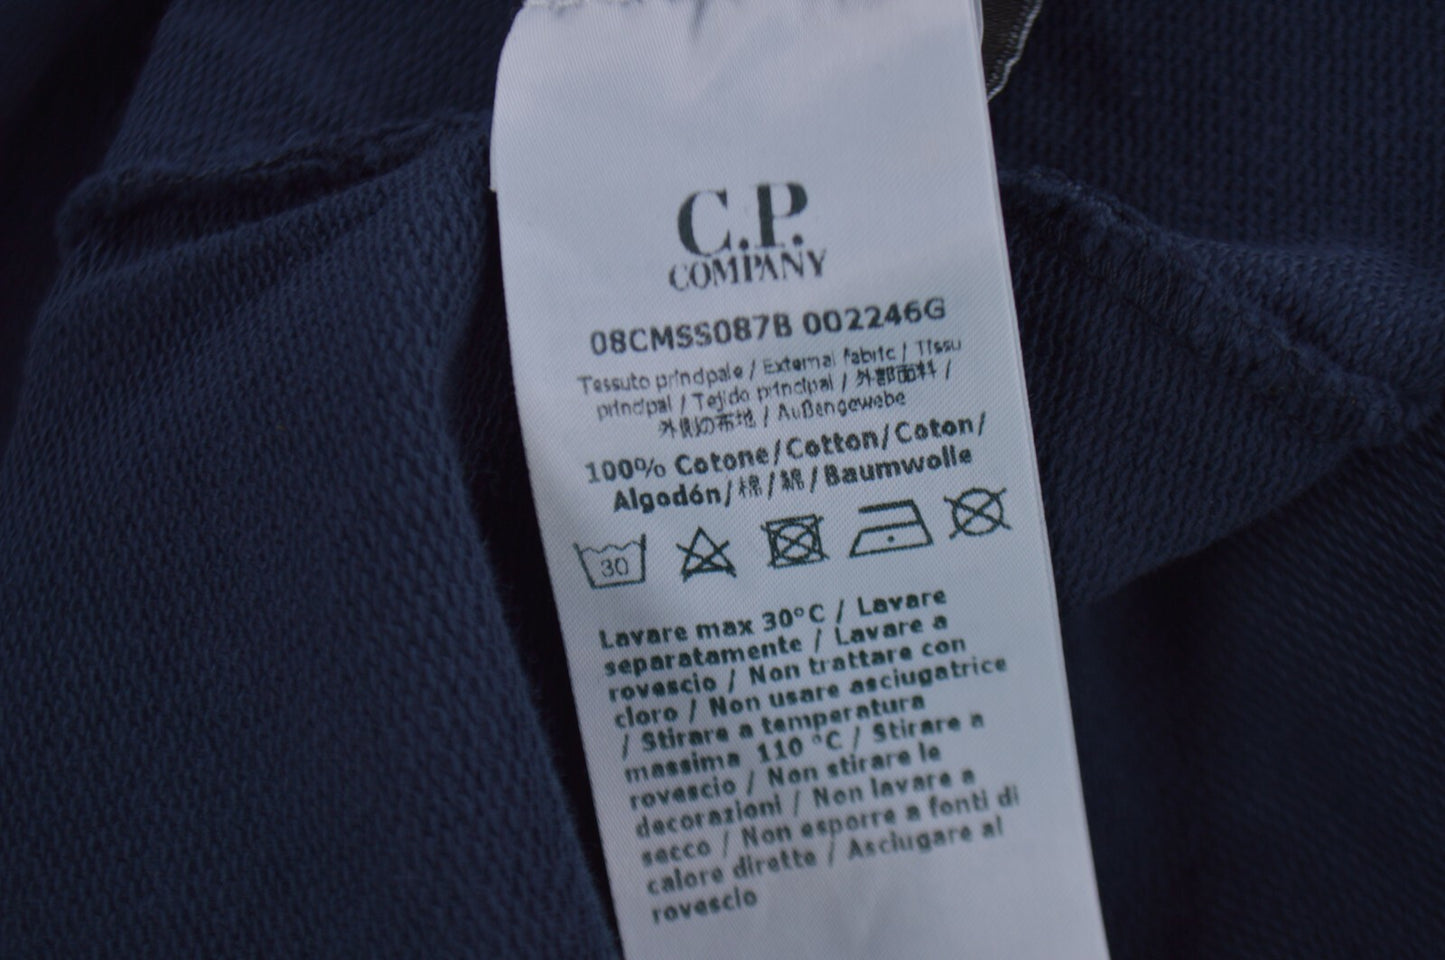 C.P.
COMPANY
08CMSS087B 002246G
Tessuto principale / External fabric / Tissu
principal / Tejido principal / 外部面料 /
外側の布地 / Außengewebe
100% Cotone/Cotton/Coton/
Algodón/棉/綿/Baumwolle
30
Lavare max 30°C / Lavare
separatamente / Lavare a
rovescio / Non trattare con
cloro / Non usare asciugatrice
/ Stirare a temperatura
massima 110 °C / Stirare a
rovescio / Non stirare le
decorazioni / Non lavare a
secco / Non esporre a fonti di
calore dirette / Asciugare al
rovescio